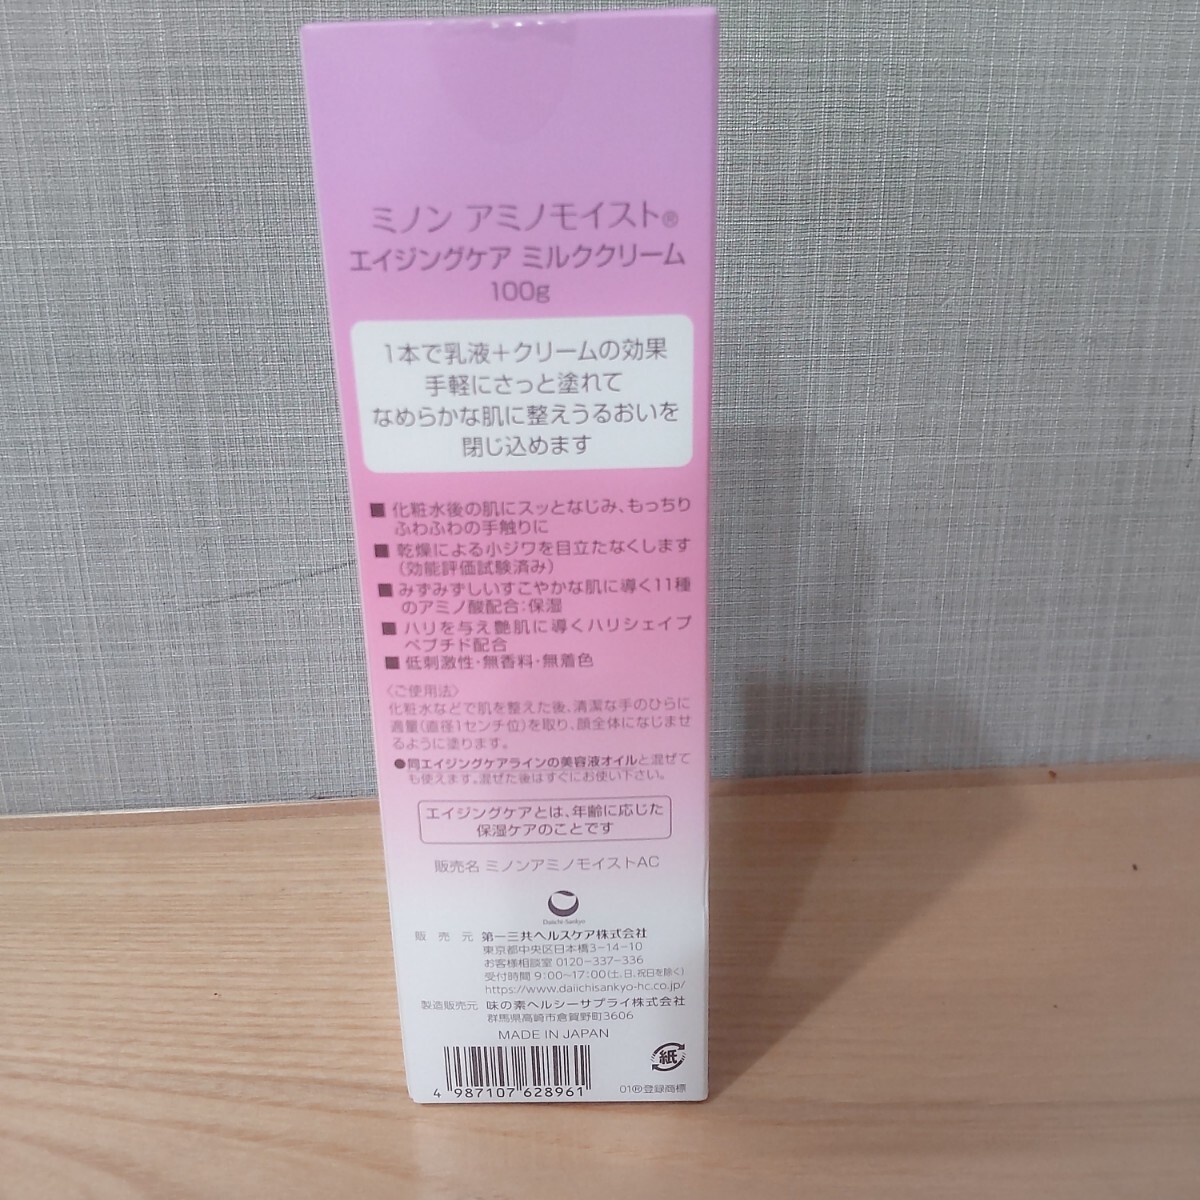 ミノン アミノモイスト®
エイジングケア ミルククリーム
100g
1本で乳液+クリームの効果
手軽にさっと塗れて
なめらかな肌に整えうるおいを
閉じ込めます
■ 化粧水後の肌にスッとなじみ、もっちり
ふわふわの手触りに
■ 乾燥による小ジワを目立たなくします
(効能評価試験済み)
■ みずみずしいすこやかな肌に導く11種
のアミノ酸配合:保湿
■ ハリを与え艶肌に導くハリシェイプ
ペプチド配合
■ 低刺激性・無香料・無着色
〈ご使用法〉
化粧水などで肌を整えた後、清潔な手のひらに
適量(直径1センチ位)を取り、顔全体になじませ
るように塗ります。
●同エイジングケアラインの美容液オイルと混ぜて
も使えます。混ぜた後はすぐにお使い下さい。
エイジングケアとは、年齢に応じた
保湿ケアのことです
販売名 ミノンアミノモイストAC
Daiichi-Sankyo
販売元 第一三共ヘルスケア株式会社
東京都中央区日本橋3-14-10
お客様相談室 0120-337-336
受付時間 9:00~17:00(土、日、祝日を除く)
https://www.daiichisankyo-hc.co.jp/
製造販売元 味の素ヘルシーサプライ株式会社
群馬県高崎市倉賀野町3606
MADE IN JAPAN
紙
4 987107 628961
01®登録商標